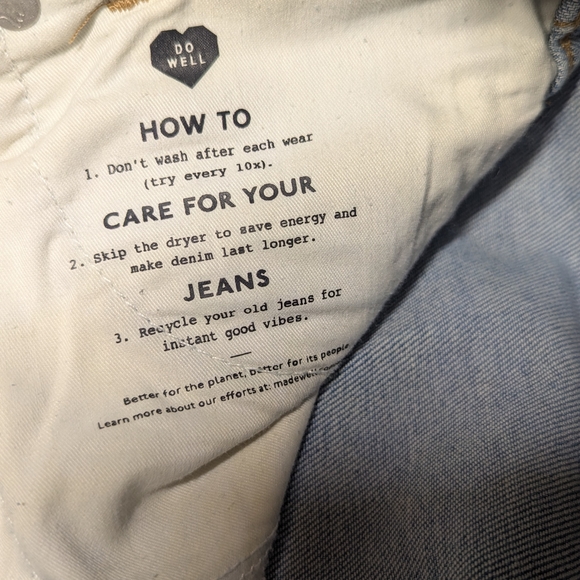 DO
WELL
HOW TO
1. Don't wash after each wear
(try every 10x).
CARE FOR YOUR
2. Skip the dryer to save energy and
make denim last longer.
JEANS
3. Recycle your old jeans for
instant good vibes.
Better for the planet, better for its people
Learn more about our efforts at: